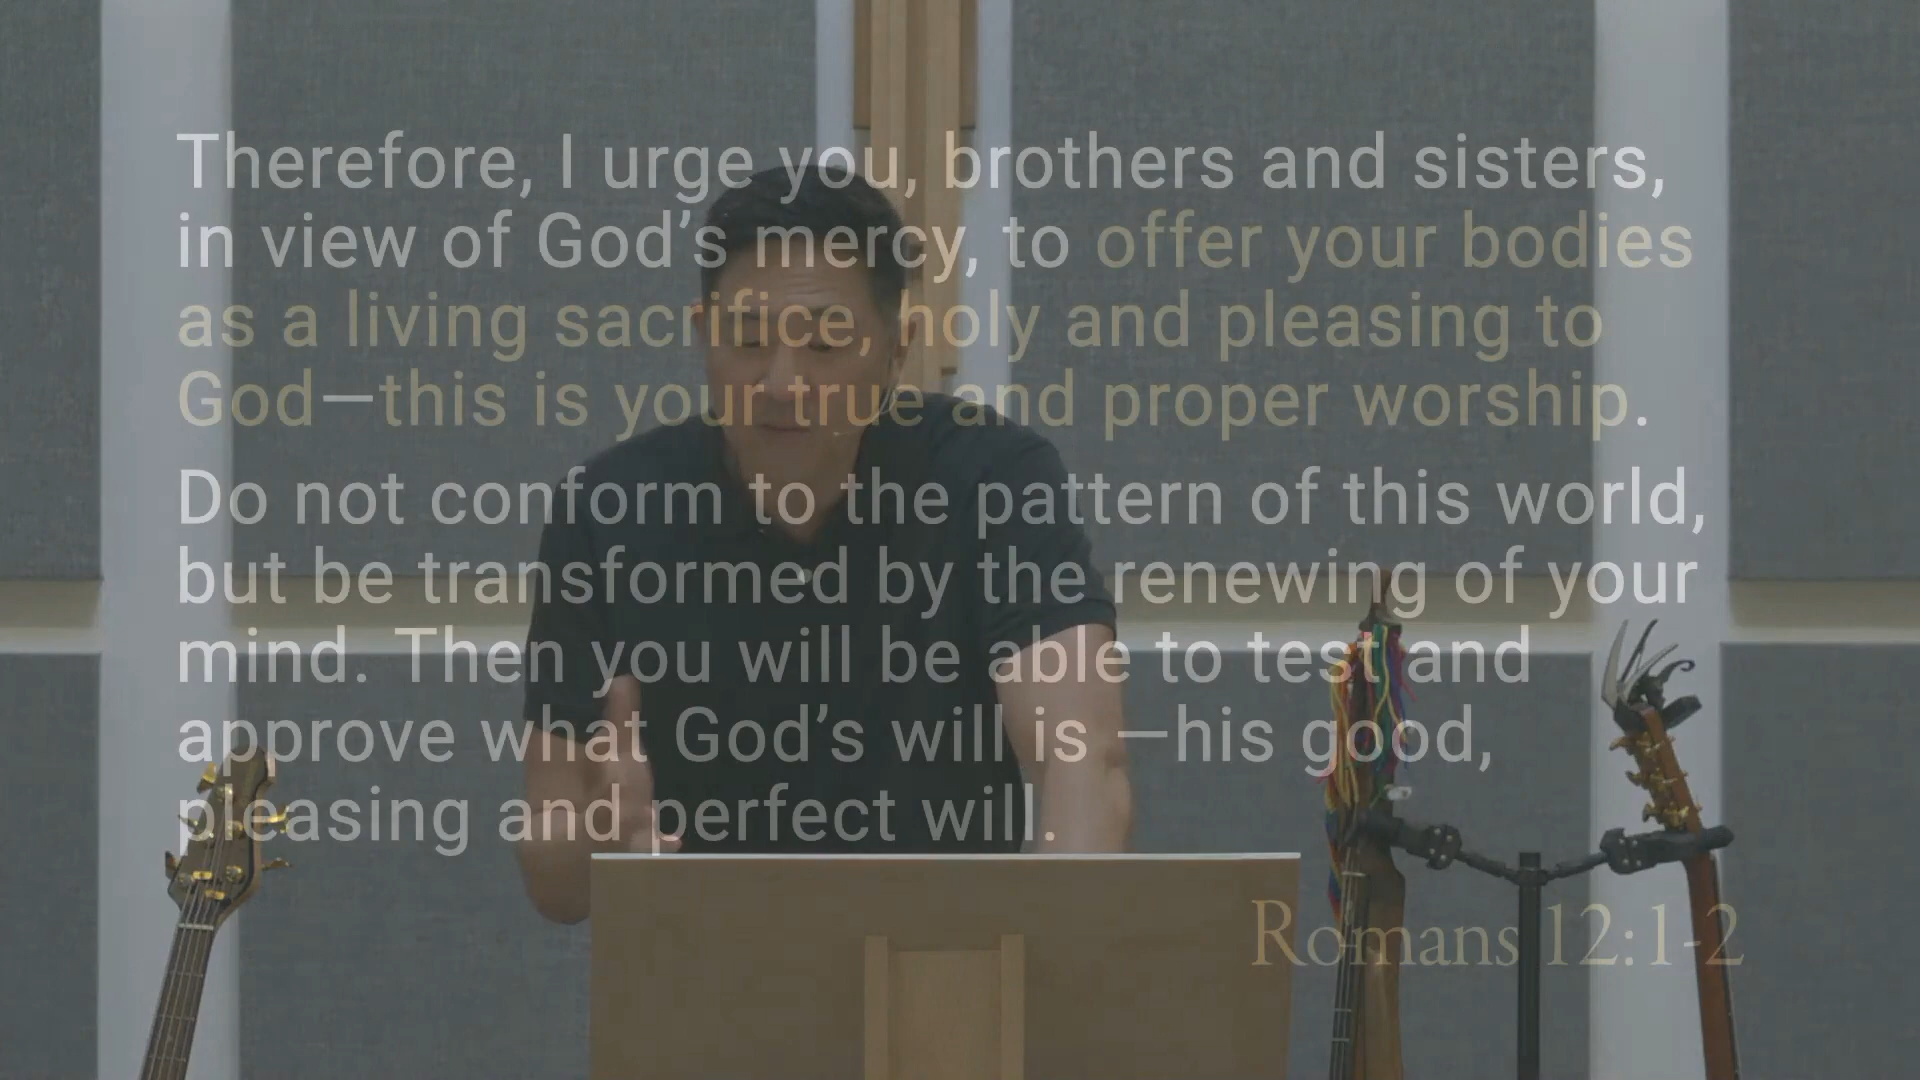 Therefore, I urge you, brothers and sisters,
in view of God’s mercy, to offer your bodies
as a living sacrifice, holy and pleasing to
God—this is your true and proper worship.
Do not conform to the pattern of this world,
but be transformed by the renewing of your
mind. Then you will be able to test and
approve what God’s will is —his good,
pleasing and perfect will.
Romans 12:1-2